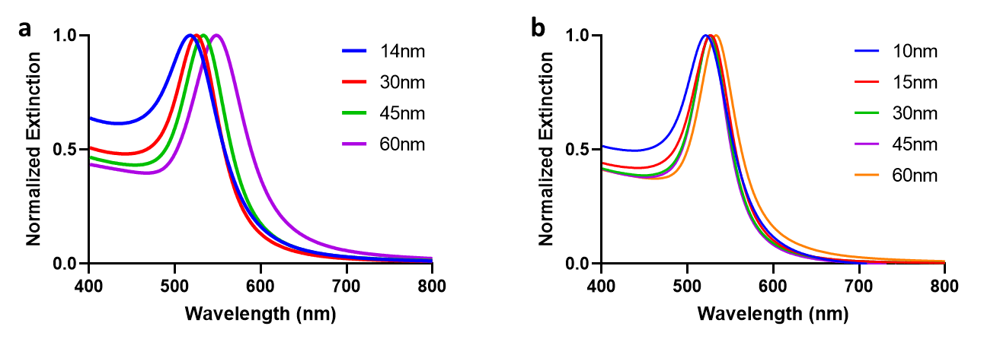 a
1.0
0.5
0.0
400 500 600 700 800
Normalized Extinction
Wavelength (nm)
14nm
30nm
45nm
60nm
b
1.0
0.5
0.0
400 500 600 700 800
Normalized Extinction
Wavelength (nm)
10nm
15nm
30nm
45nm
60nm